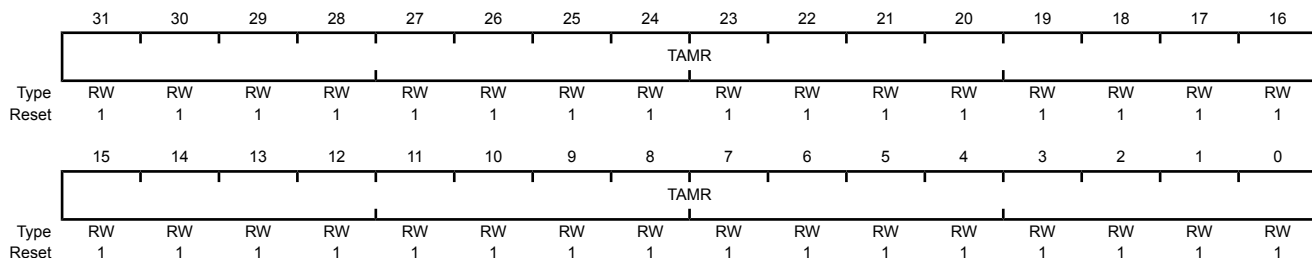 31 30 29 28 27 26 25 24 23 22 21 20 19 18 17 16
TAMR
Type RW RW RW RW RW RW RW RW RW RW RW RW RW RW RW RW
Reset 1 1 1 1 1 1 1 1 1 1 1 1 1 1 1 1
15 14 13 12 11 10 9 8 7 6 5 4 3 2 1 0
TAMR
Type RW RW RW RW RW RW RW RW RW RW RW RW RW RW RW RW
Reset 1 1 1 1 1 1 1 1 1 1 1 1 1 1 1 1